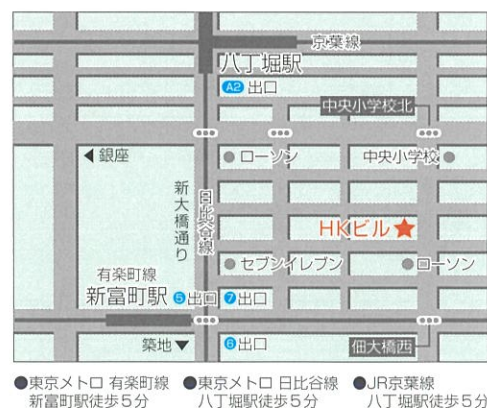 京葉線
八丁堀駅
A2 出口
中央小学校北
◀銀座
ローソン
中央小学校
新大橋通り
日比谷線
HKビル★
セブンイレブン
ローソン
有楽町線
新富町駅
5出口
7出口
築地▼
6出口
佃大橋西
●東京メトロ 有楽町線
新富町駅徒歩5分
●東京メトロ 日比谷線
八丁堀駅徒歩5分
●JR京葉線
八丁堀駅徒歩5分